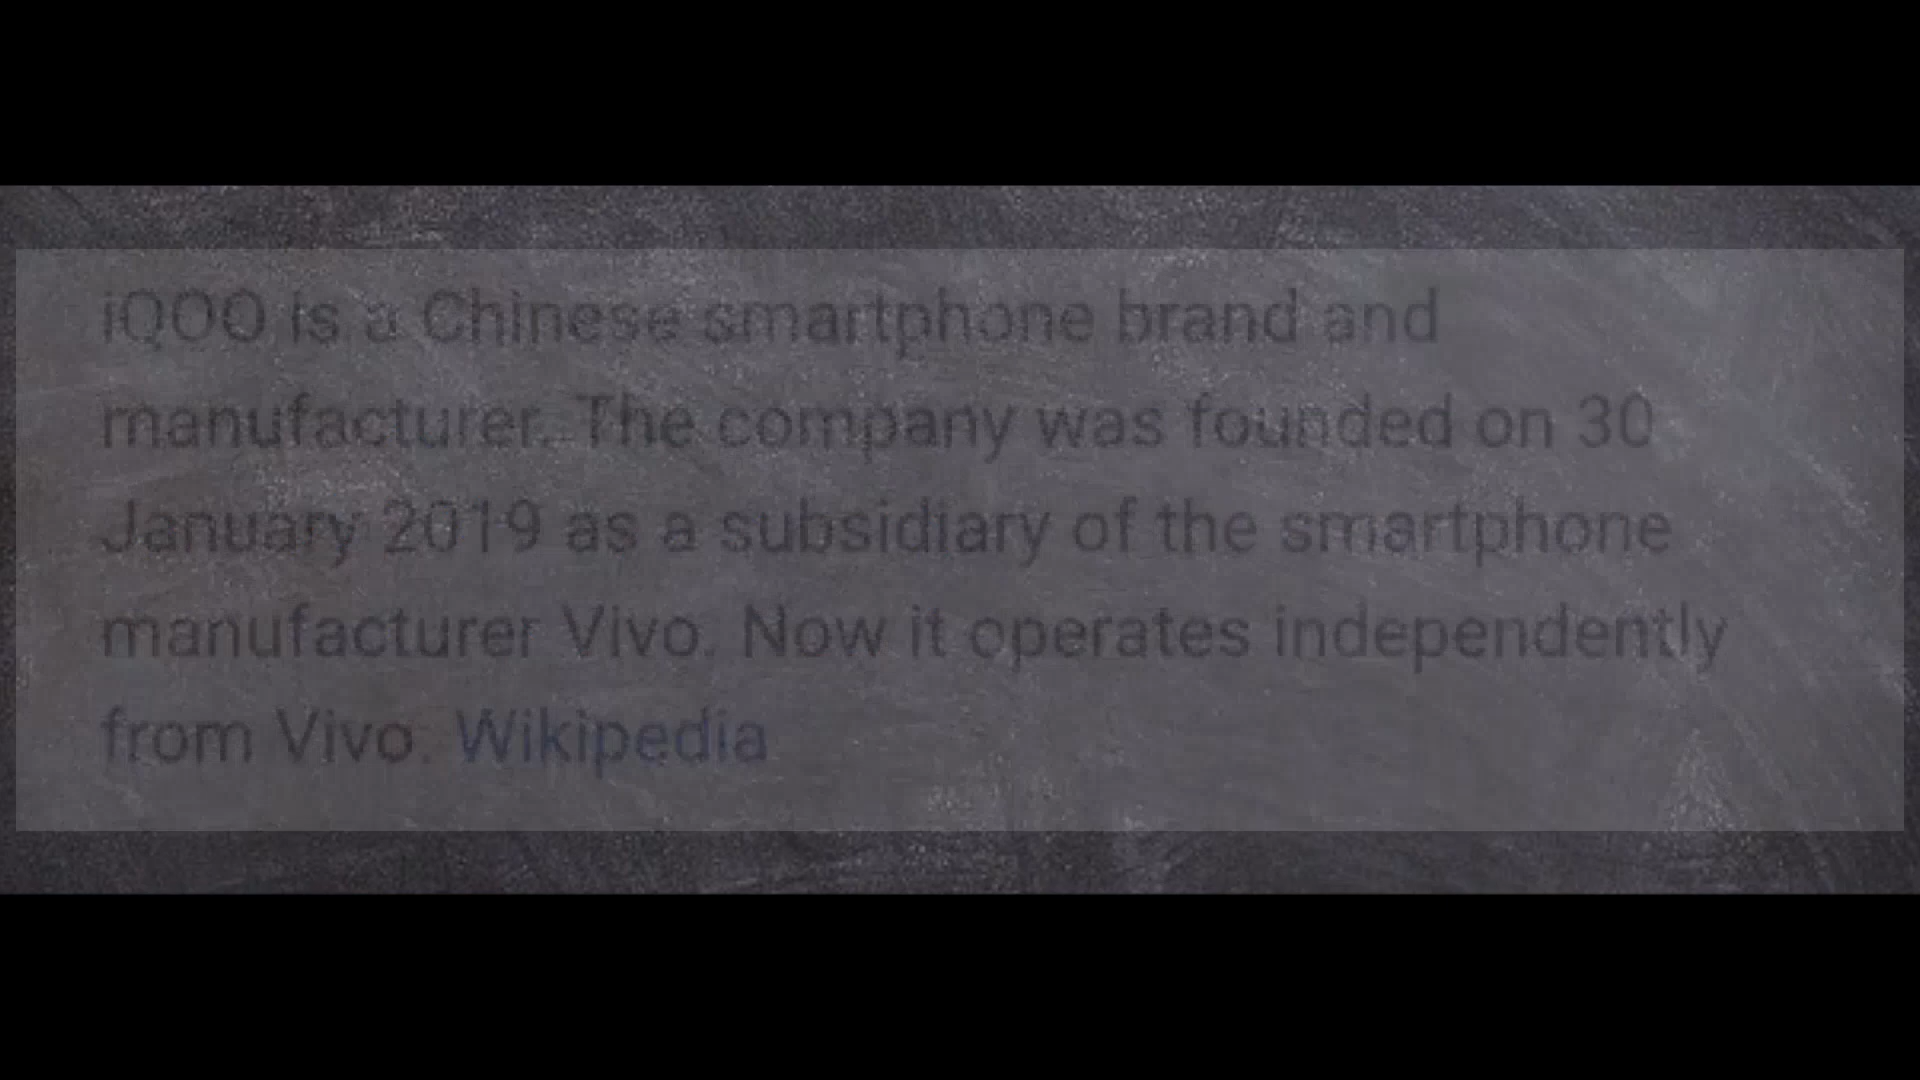 iQOO is a Chinese smartphone brand and
manufacturer. The company was founded on 30
January 2019 as a subsidiary of the smartphone
manufacturer Vivo. Now it operates independently
from Vivo. Wikipedia